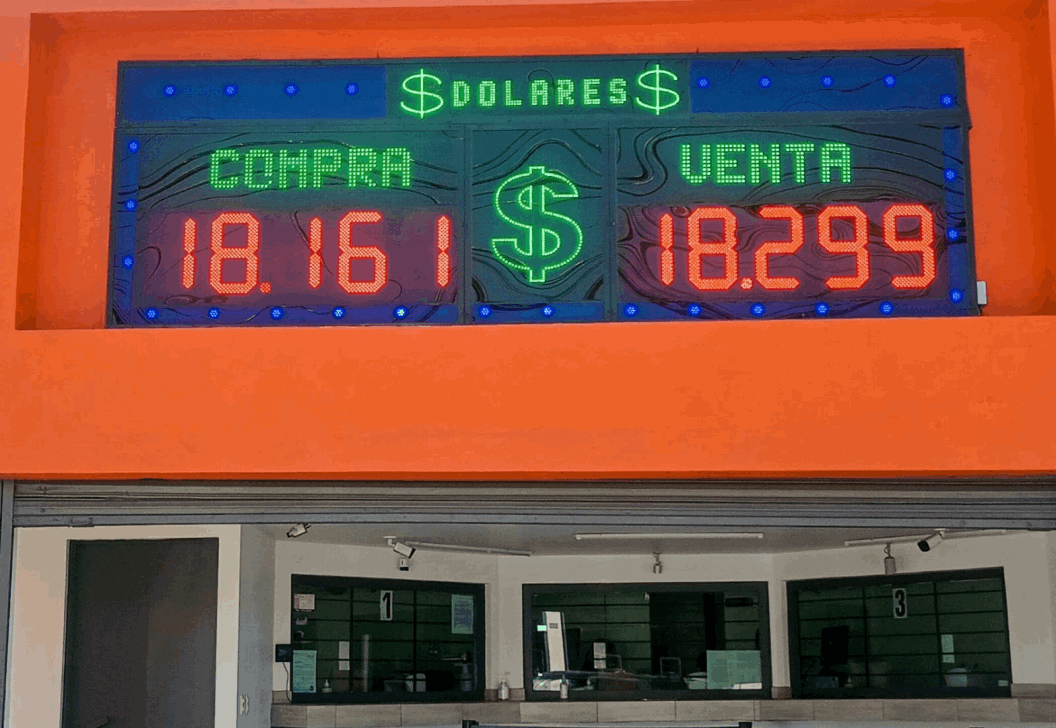 $DOLARES$
COMPRA $ VENTA
18.161 18.299
1 3